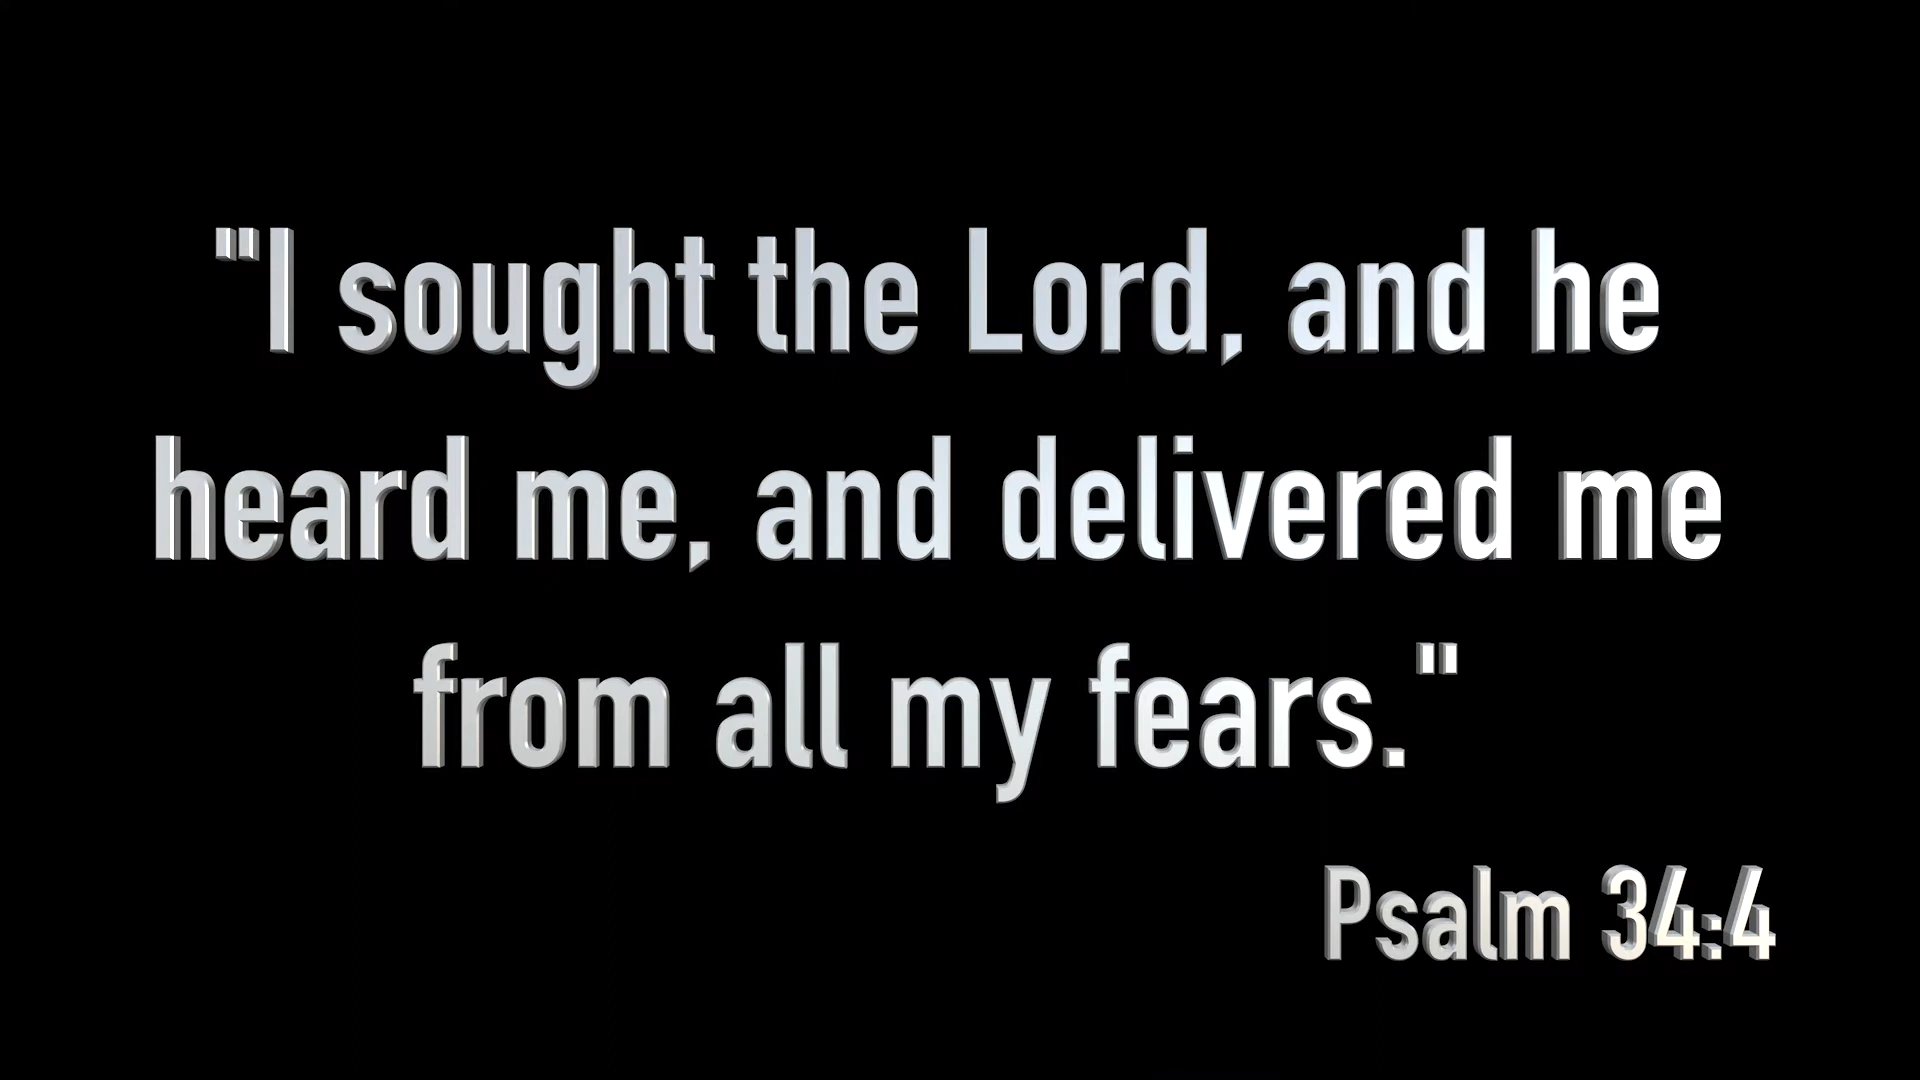 "I sought the Lord, and he
heard me, and delivered me
from all my fears."
Psalm 34:4